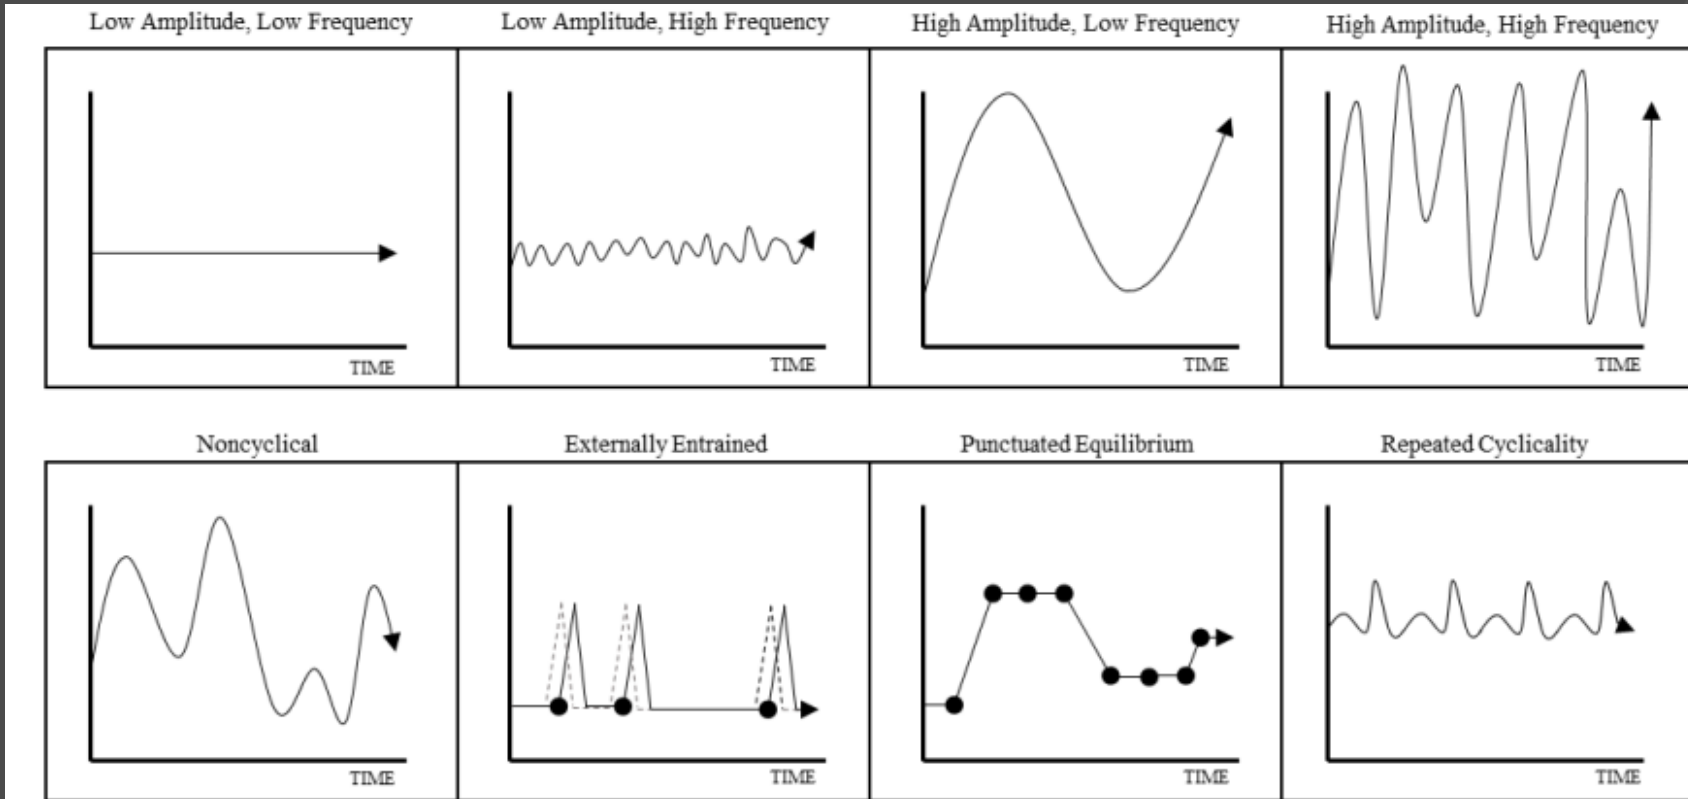 Low Amplitude, Low Frequency
Low Amplitude, High Frequency
High Amplitude, Low Frequency
High Amplitude, High Frequency
TIME
TIME
TIME
TIME
Noncyclical
Externally Entrained
Punctuated Equilibrium
Repeated Cyclicality
TIME
TIME
TIME
TIME